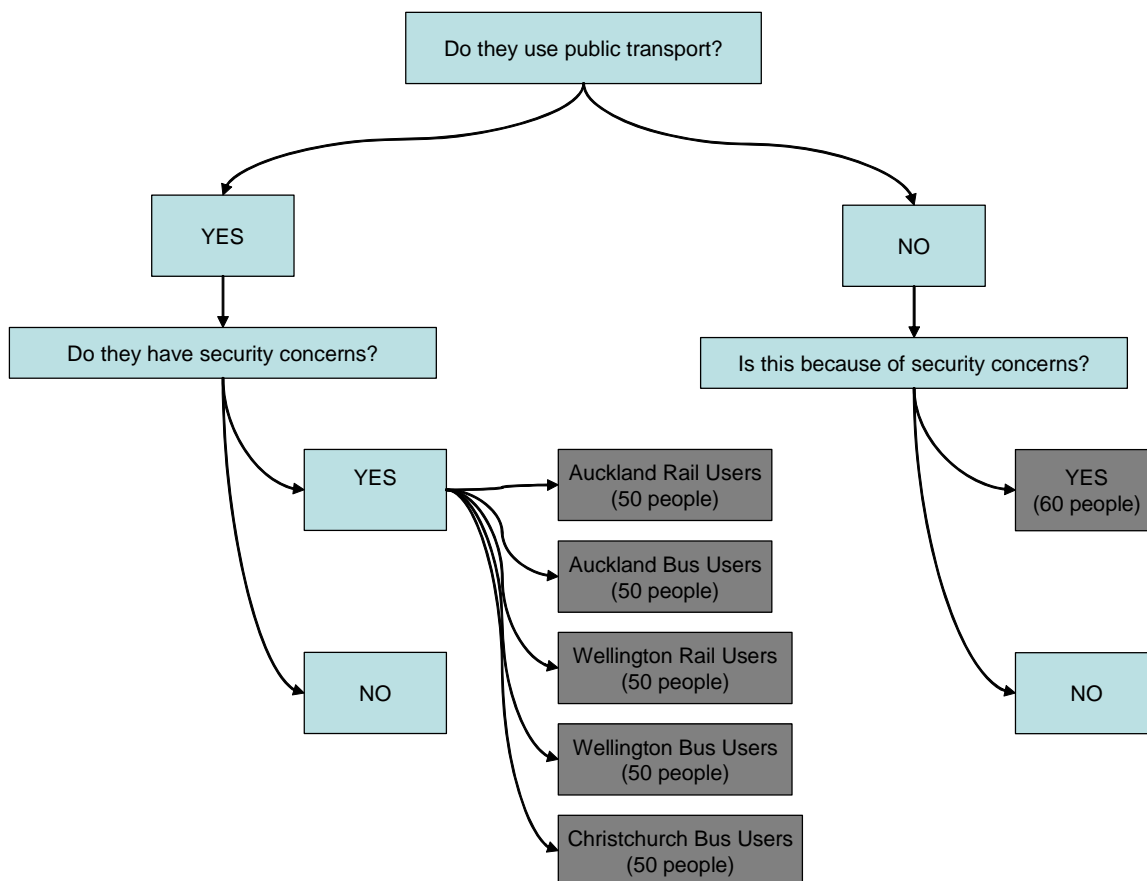 Do they use public transport?
YES
NO
Do they have security concerns?
Is this because of security concerns?
YES
Auckland Rail Users
(50 people)
YES
(60 people)
Auckland Bus Users
(50 people)
Wellington Rail Users
(50 people)
NO
NO
Wellington Bus Users
(50 people)
Christchurch Bus Users
(50 people)